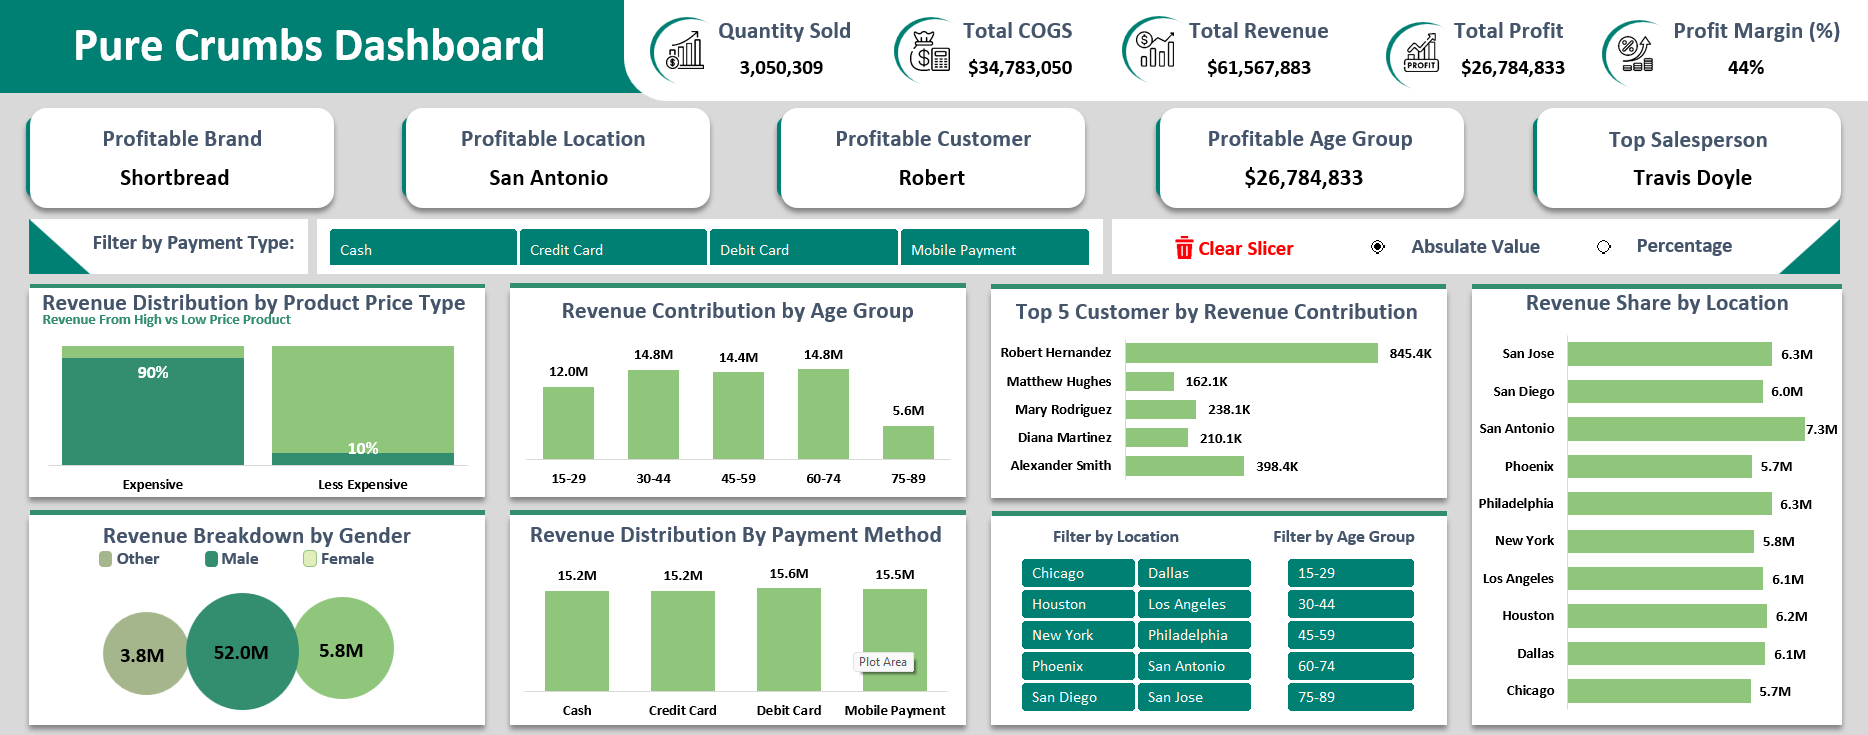 Pure Crumbs Dashboard
Quantity Sold
3,050,309
Total COGS
$34,783,050
Total Revenue
$61,567,883
PROFIT
Total Profit
$26,784,833
Profit Margin (%)
44%
Profitable Brand
Shortbread
Profitable Location
San Antonio
Profitable Customer
Robert
Profitable Age Group
$26,784,833
Top Salesperson
Travis Doyle
Filter by Payment Type:
Cash
Credit Card
Debit Card
Mobile Payment
Clear Slicer
Absulate Value
Percentage
Revenue Distribution by Product Price Type
Revenue From High vs Low Price Product
90%
10%
Expensive
Less Expensive
Revenue Contribution by Age Group
12.0M
14.8M
14.4M
14.8M
5.6M
15-29
30-44
45-59
60-74
75-89
Top 5 Customer by Revenue Contribution
Robert Hernandez 845.4K
Matthew Hughes 162.1K
Mary Rodriguez 238.1K
Diana Martinez 210.1K
Alexander Smith 398.4K
Revenue Share by Location
San Jose 6.3M
San Diego 6.0M
San Antonio 7.3M
Phoenix 5.7M
Philadelphia 6.3M
New York 5.8M
Los Angeles 6.1M
Houston 6.2M
Dallas 6.1M
Chicago 5.7M
Revenue Breakdown by Gender
Other
Male
Female
3.8M
52.0M
5.8M
Revenue Distribution By Payment Method
15.2M
15.2M
15.6M
15.5M
Plot Area
Cash
Credit Card
Debit Card
Mobile Payment
Filter by Location
Chicago
Dallas
Houston
Los Angeles
New York
Philadelphia
Phoenix
San Antonio
San Diego
San Jose
Filter by Age Group
15-29
30-44
45-59
60-74
75-89